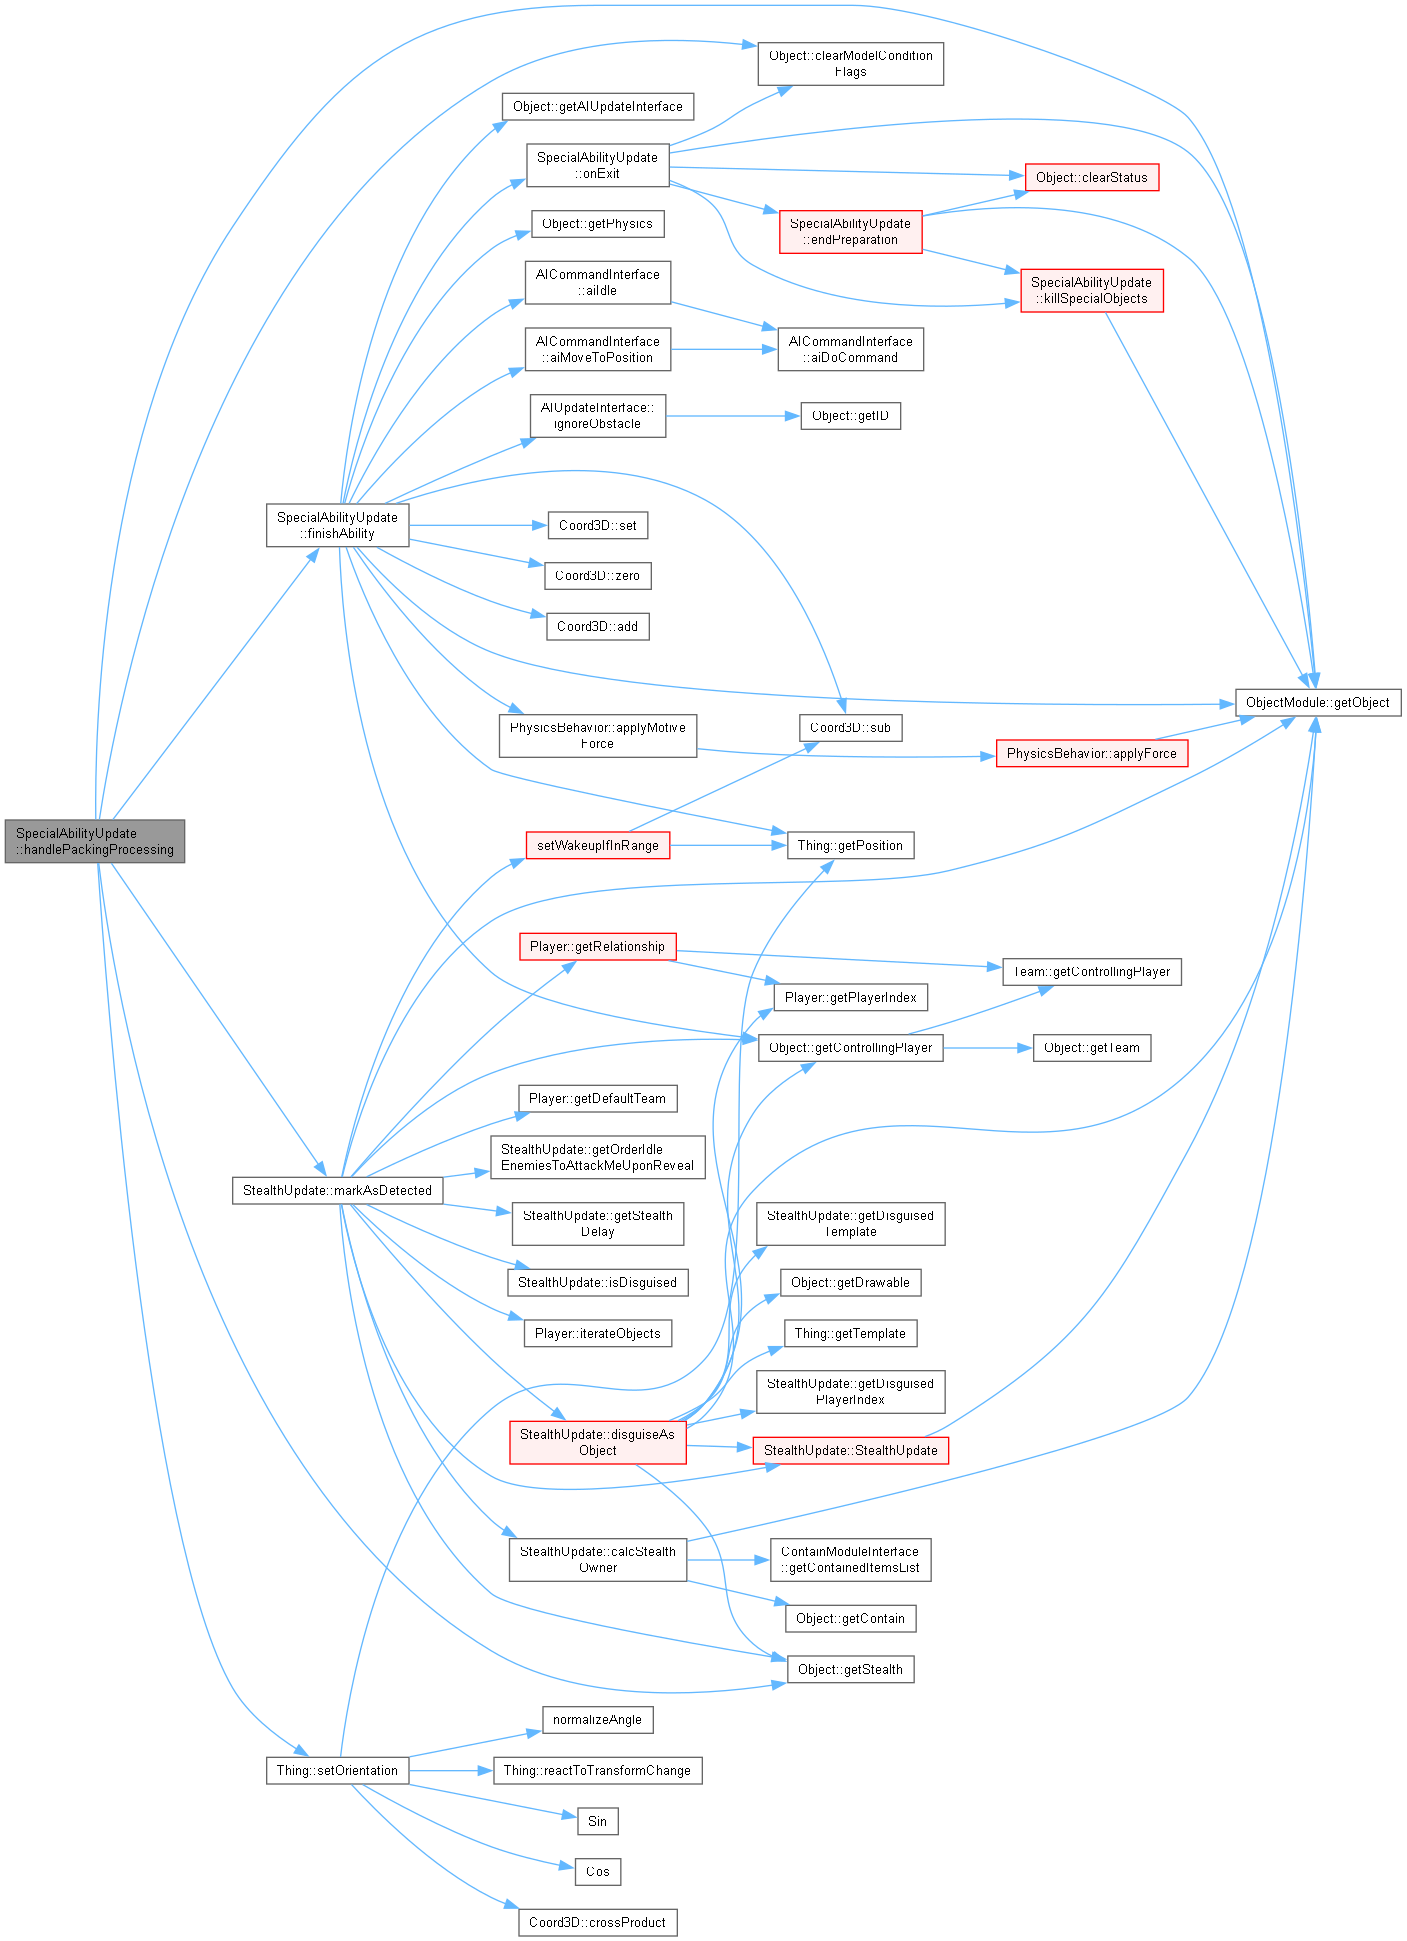 Object::clearModelCondition
Flags
Object::getAIUpdateInterface
SpecialAbilityUpdate
::onExit
Object::clearStatus
SpecialAbilityUpdate
::endPreparation
Object::getPhysics
AICommandInterface
::aiIdle
SpecialAbilityUpdate
::killSpecialObjects
AICommandInterface
::aiMoveToPosition
AICommandInterface
::aiDoCommand
AIUpdateInterface::
ignoreObstacle
Object::getID
SpecialAbilityUpdate
::finishAbility
Coord3D::set
Coord3D::zero
Coord3D::add
ObjectModule::getObject
PhysicsBehavior::applyMotive
Force
Coord3D::sub
PhysicsBehavior::applyForce
SpecialAbilityUpdate
::handlePackingProcessing
setWakeupIfInRange
Thing::getPosition
Player::getRelationship
Team::getControllingPlayer
Player::getPlayerIndex
Object::getControllingPlayer
Object::getTeam
Player::getDefaultTeam
StealthUpdate::getOrderIdle
EnemiesToAttackMeUponReveal
StealthUpdate::markAsDetected
StealthUpdate::getStealth
Delay
StealthUpdate::getDisguised
Template
StealthUpdate::isDisguised
Object::getDrawable
Player::iterateObjects
Thing::getTemplate
StealthUpdate::getDisguised
PlayerIndex
StealthUpdate::disguiseAs
Object
StealthUpdate::StealthUpdate
StealthUpdate::calcStealth
Owner
ContainModuleInterface
::getContainedItemsList
Object::getContain
Object::getStealth
normalizeAngle
Thing::setOrientation
Thing::reactToTransformChange
Sin
Cos
Coord3D::crossProduct